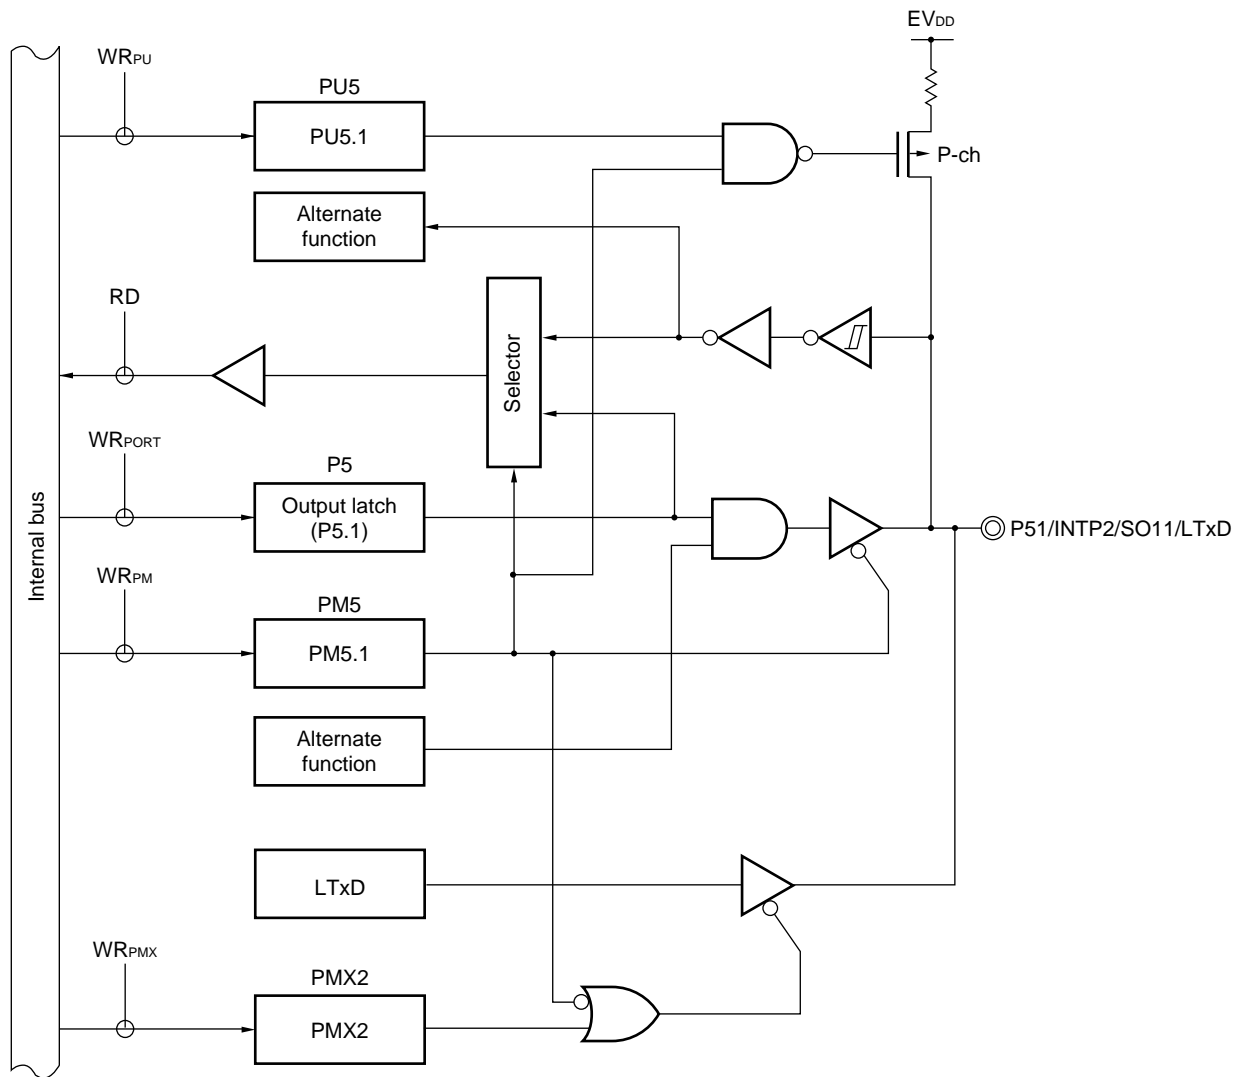 EVDD
WRPU
PU5
PU5.1
P-ch
Alternate
function
RD
Selector
WRPORT
P5
Output latch
(P5.1)
P51/INTP2/SO11/LTxD
Internal bus
WRPM
PM5
PM5.1
Alternate
function
LTxD
WRPMX
PMX2
PMX2